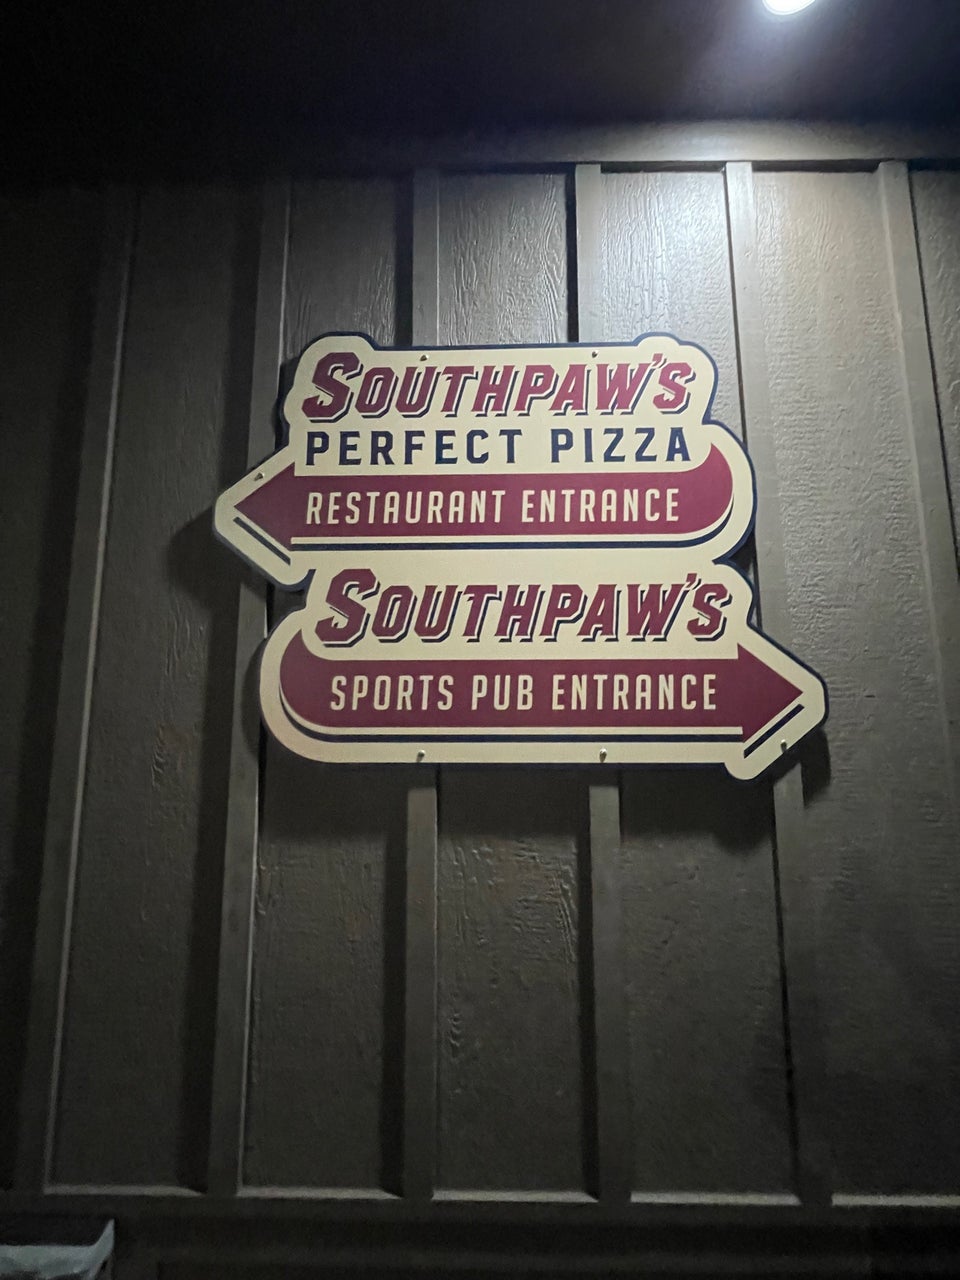 SOUTHPAW'S
PERFECT PIZZA
RESTAURANT ENTRANCE
SOUTHPAW'S
SPORTS PUB ENTRANCE